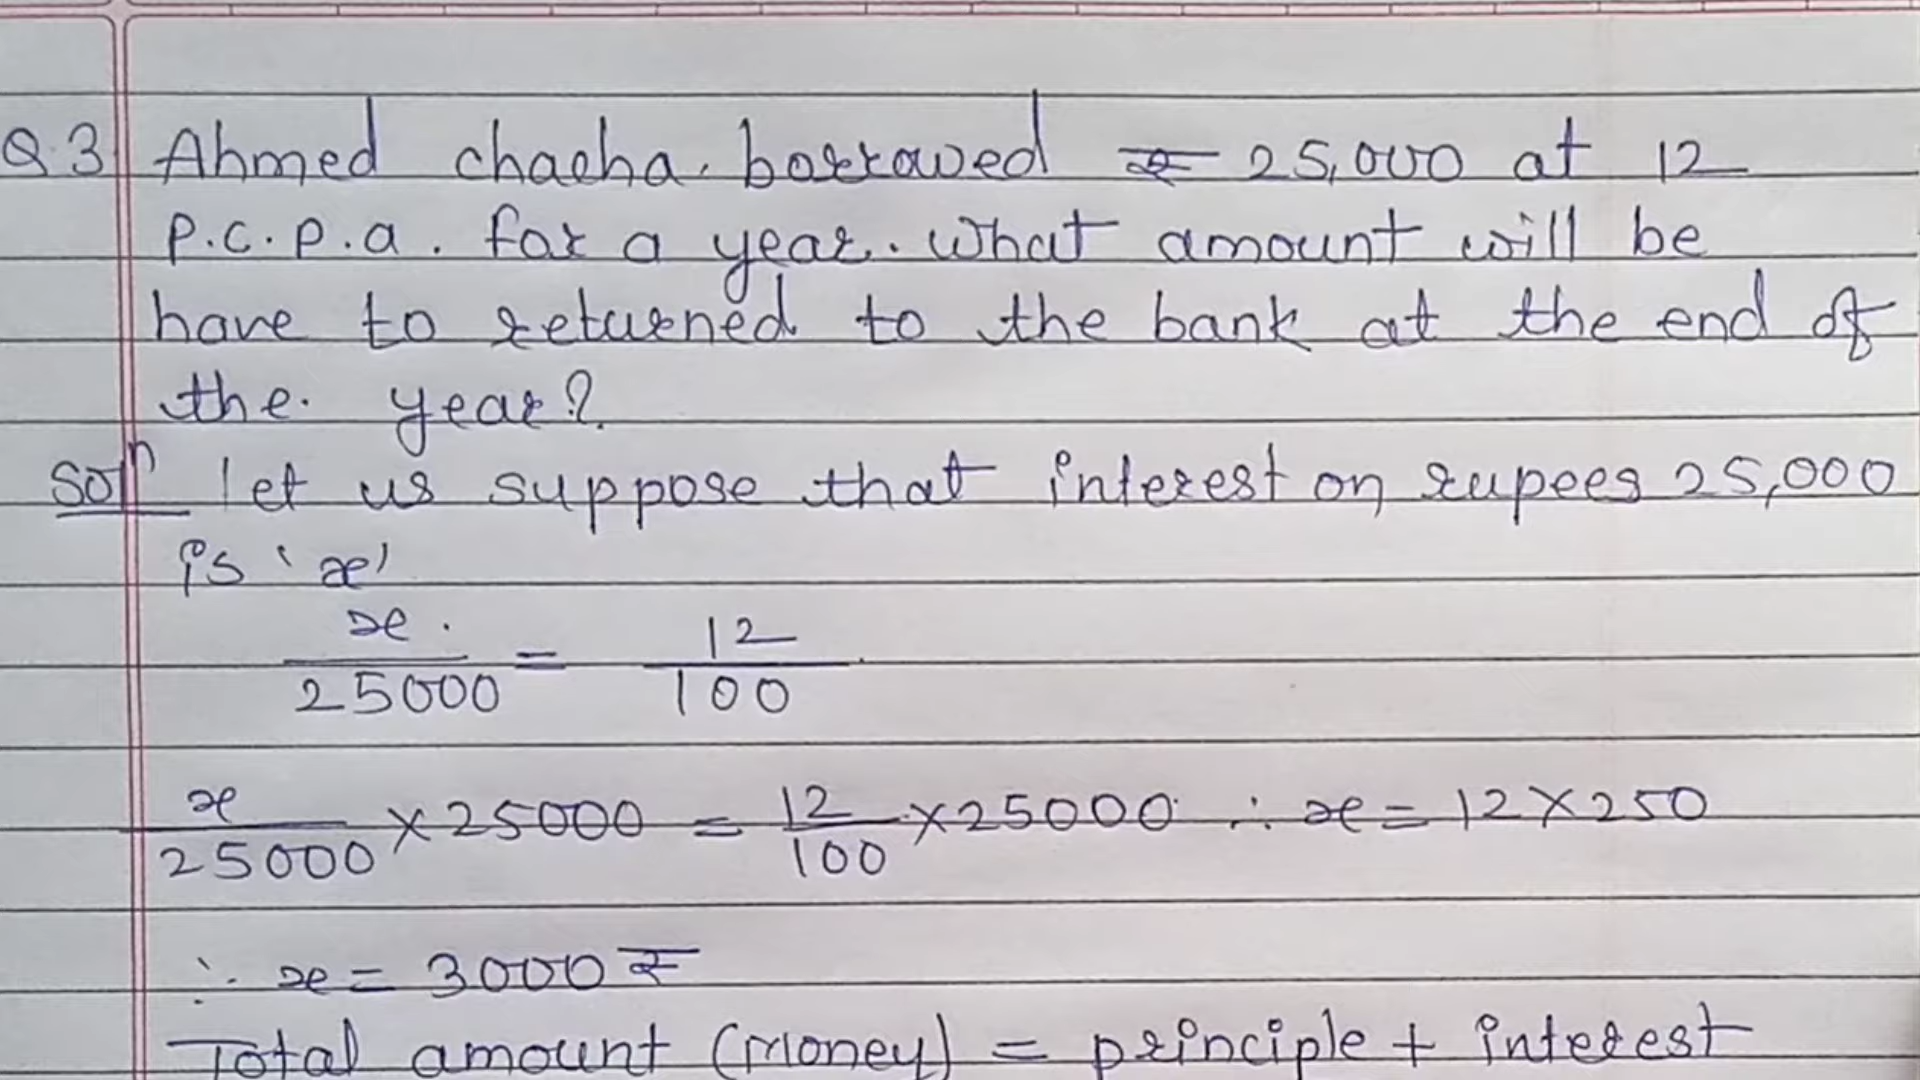 Q.3 Ahmed chacha. borrowed ₹ 25,000 at 12
p.c.p.a. for a year. What amount will be
have to returned to the bank at the end of
the. year?
Solⁿ let us suppose that interest on rupees 25,000
is 'x'
x/25000 = 12/100
x/25000 × 25000 = 12/100 × 25000 ∴ x = 12 × 250
∴ x = 3000 ₹
Total amount (Money) = principle + interest